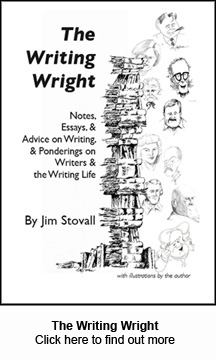 The
Writing
Wright
Notes,
Essays, &
Advice on Writing,
& Ponderings on
Writers &
the Writing Life
By Jim Stovall
with illustrations by the author
The Writing Wright
Click here to find out more